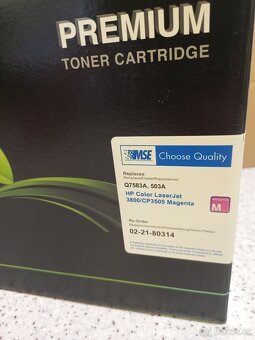 PREMIUM
TONER CARTRIDGE
MSE Choose Quality
Replaces
Q7583A, 503A
HP Color LaserJet
3800/CP3505 Magenta
MAGENTA
M
Re-Order
02-21-80314